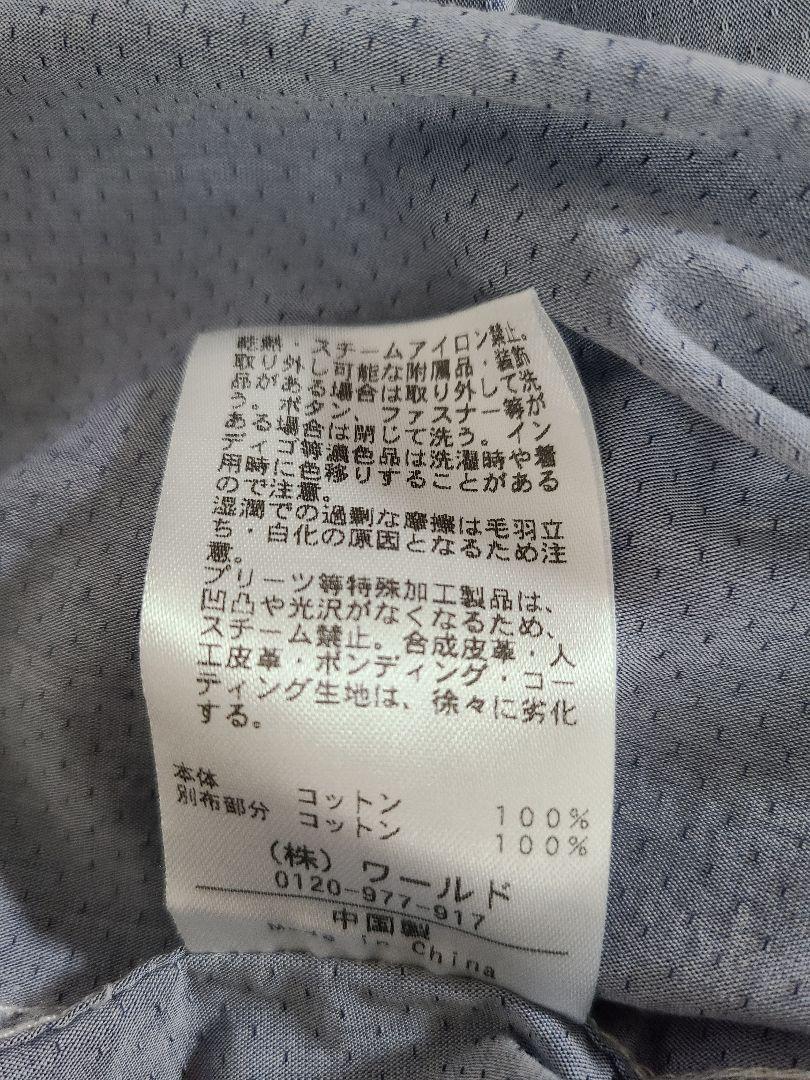 離・スチームアイロン禁止。装飾
取り外し可能な附属品・して洗
品がある場合は取り外し等が
う。ボタン、ファスナー。イン
あるディゴ等濃色品は洗濯時や着
用時に色移りすることがある
ので注意。
湿潤での過剰な摩擦は毛羽立
ち・白化の原因となるため注
意。
プリーツ等特殊加工製品は、
凹凸や光沢がなくなるため、
スチーム禁止。合成皮革・人
工皮革・ボンディング・コー
ティング生地は、徐々に劣化
する。
本体 コットン 100%
別布部分 コットン 100%
(株) ワールド
0120-977-917
中国製
Made in China